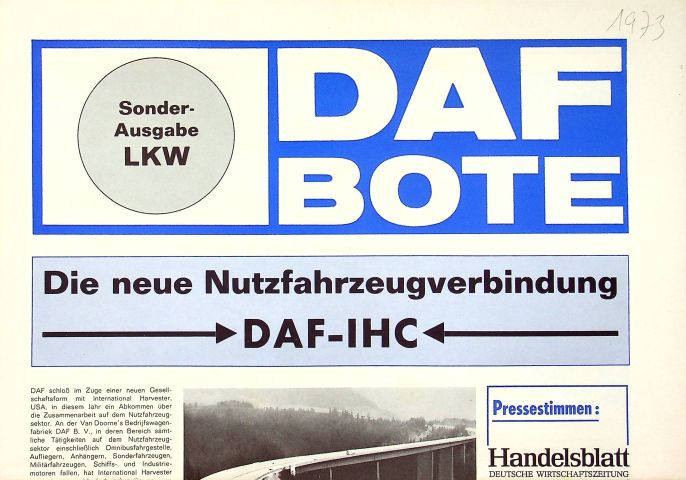 1973
Sonder-
Ausgabe
LKW
DAF
BOTE
Die neue Nutzfahrzeugverbindung
DAF-IHC
DAF schloß im Zuge einer neuen Gesell-
schaftsform mit International Harvester,
USA, in diesem Jahr ein Abkommen über
die Zusammenarbeit auf dem Nutzfahrzeug-
sektor. An der Van Doorne's Bedrijfswagen-
fabriek DAF B. V., in deren Bereich sämt-
liche Tätigkeiten auf dem Nutzfahrzeug-
sektor einschließlich Omnibusfahrgestelle,
Aufliegern, Anhängern, Sonderfahrzeugen,
Militärfahrzeugen, Schiffs- und Industrie-
motoren fallen, hat International Harvester
Pressestimmen:
Handelsblatt
DEUTSCHE WIRTSCHAFTSZEITUNG